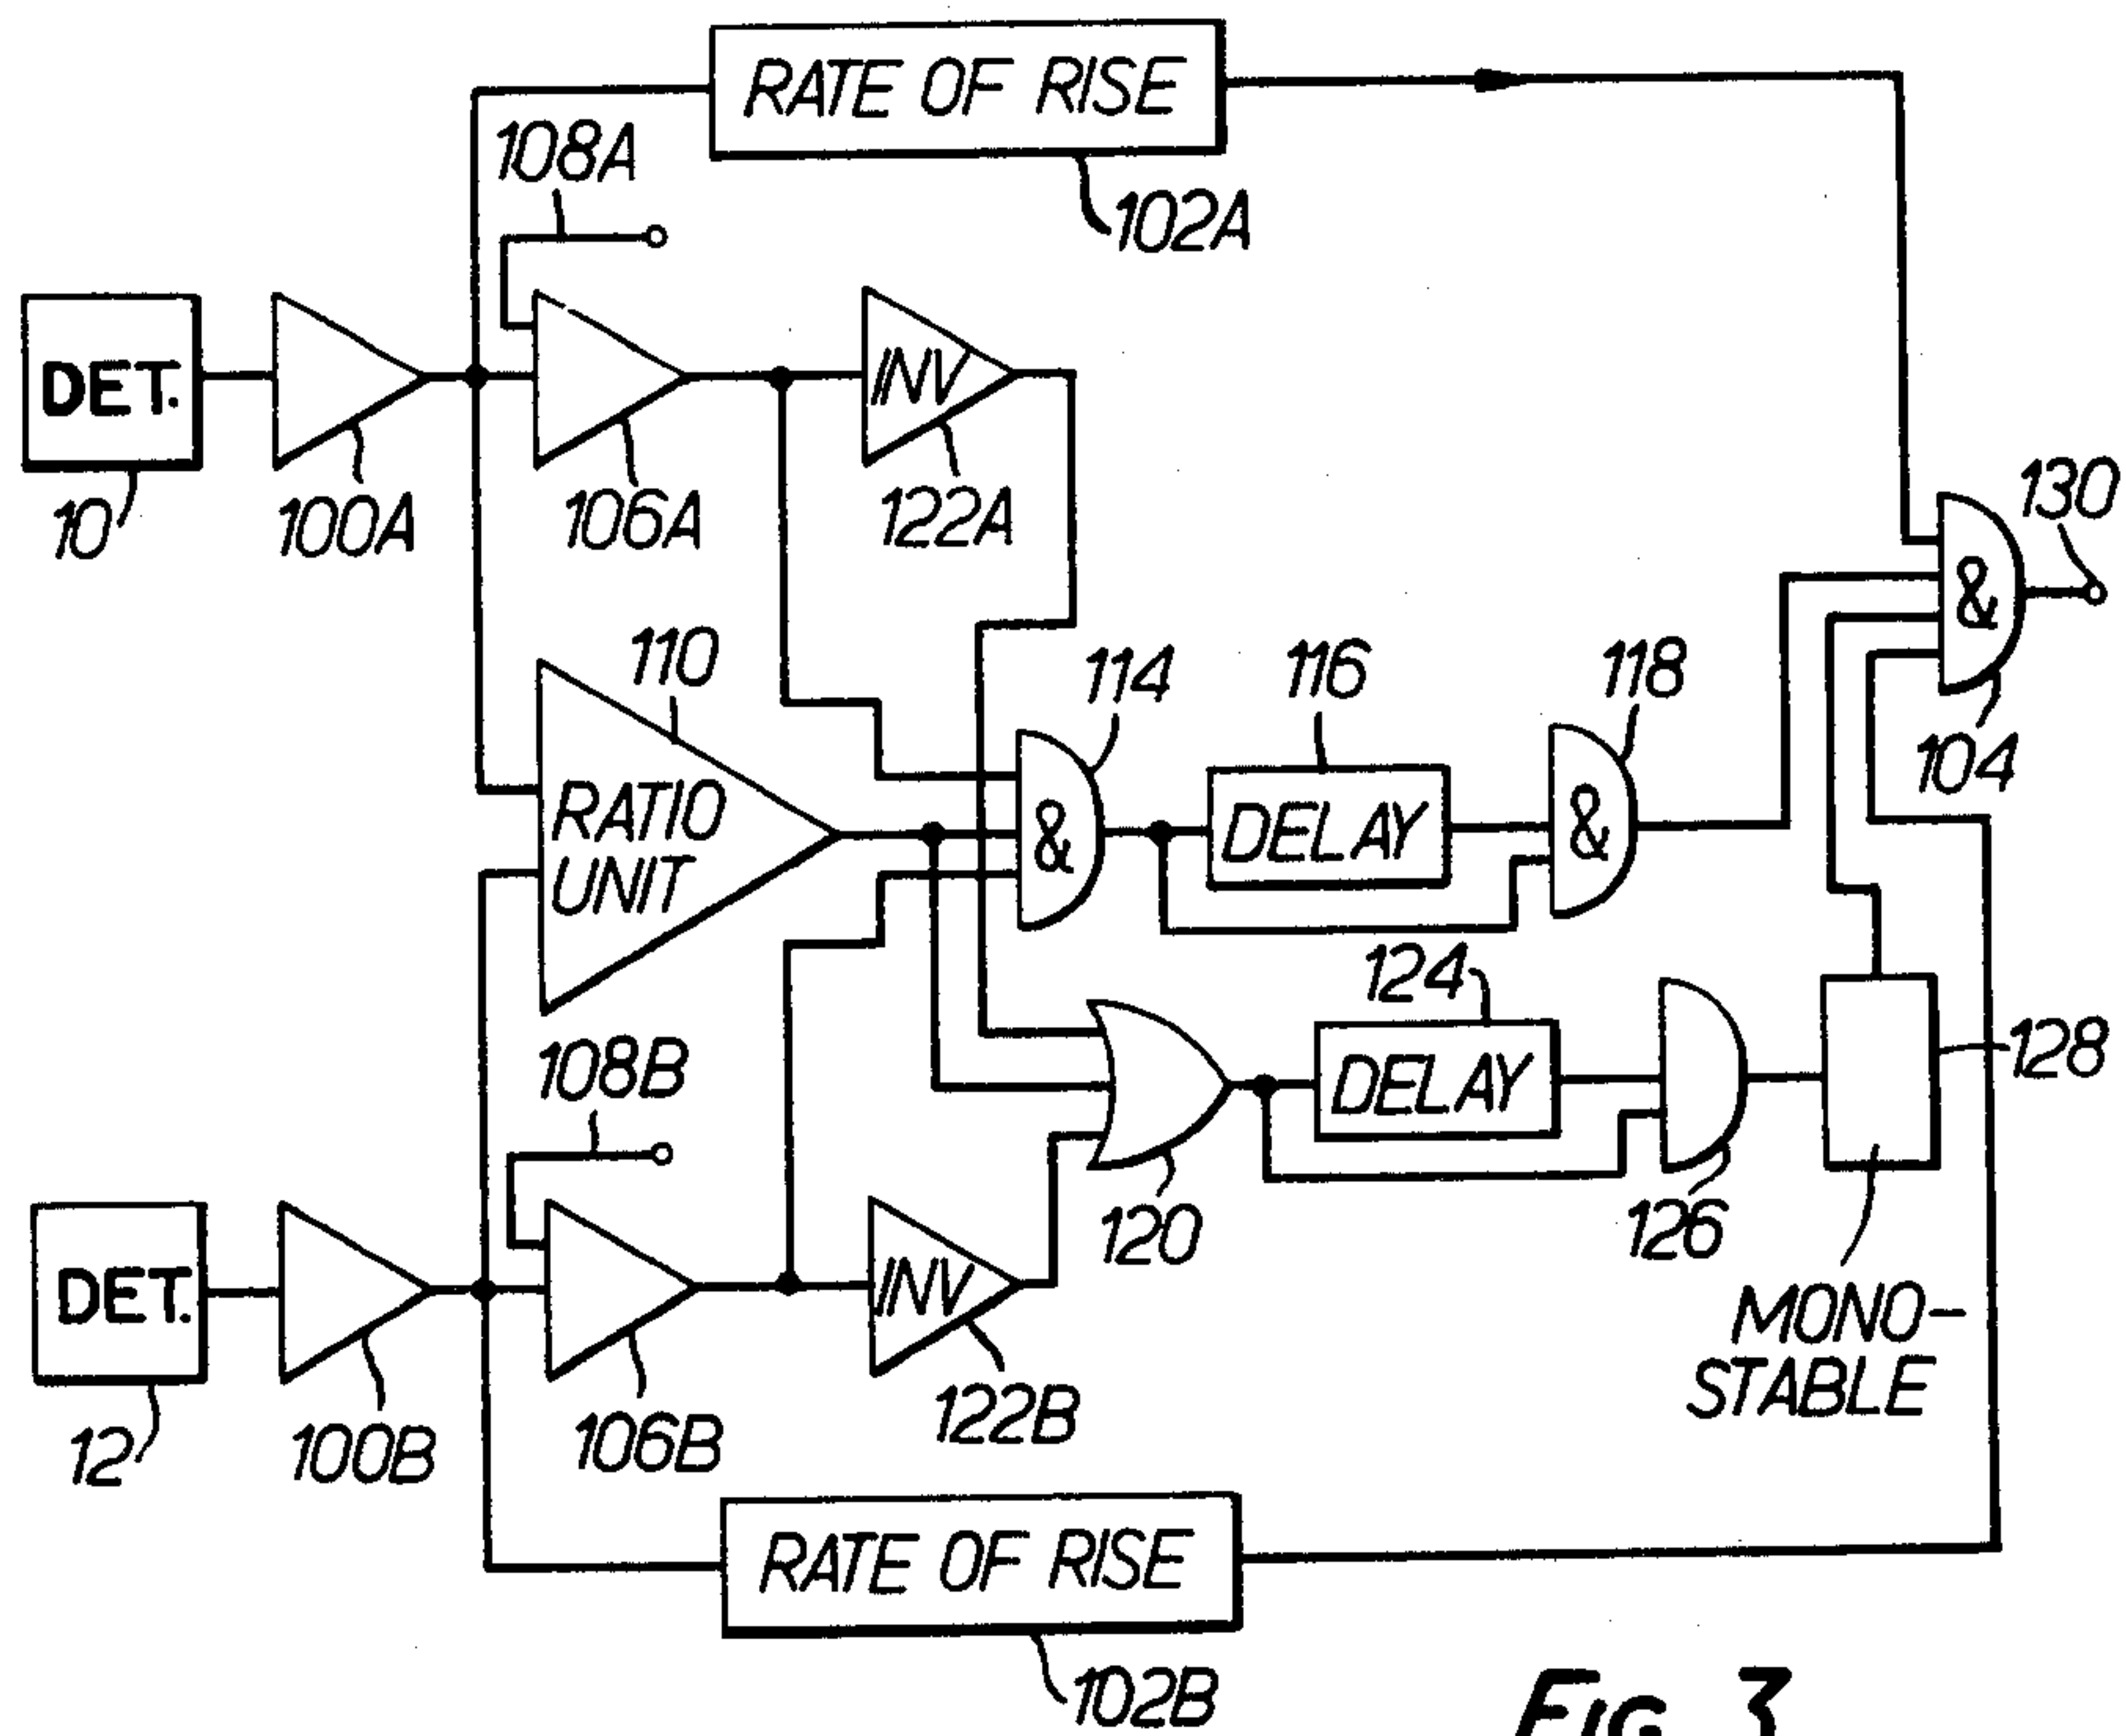 RATE OF RISE
108A
102A
DET.
INV
10
100A
106A
122A
130
&
110
114
116
118
104
RATIO
UNIT
&
DELAY
&
124
108B
DELAY
128
120
126
DET.
INV
MONO-
STABLE
12
100B
106B
122B
RATE OF RISE
102B
FIG. 3